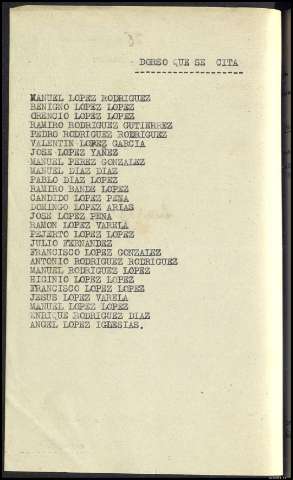 DORSO QUE SE CITA
MANUEL LOPEZ RODRIGUEZ
BENIGNO LOPEZ LOPEZ
ORENCIO LOPEZ LOPEZ
RAMIRO RODRIGUEZ GUTIERREZ
PEDRO RODRIGUEZ RODRIGUEZ
VALENTIN LOPEZ GARCIA
JOSE LOPEZ YAÑEZ
MANUEL PEREZ GONZALEZ
MANUEL DIAZ DIAZ
PABLO DIAZ LOPEZ
RAMIRO BANDE LOPEZ
CANDIDO LOPEZ PENA
DOMINGO LOPEZ ARIAS
JOSE LOPEZ PENA
RAMON LOPEZ VARELA
FEJERTO LOPEZ LOPEZ
JULIO FERNANDEZ
FRANCISCO LOPEZ GONZALEZ
ANTONIO RODRIGUEZ RODRIGUEZ
MANUEL RODRIGUEZ LOPEZ
HIGINIO LOPEZ LOPEZ
FRANCISCO LOPEZ LOPEZ
JESUS LOPEZ VARELA
MANUEL LOPEZ LOPEZ
ENRIQUE RODRIGUEZ DIAZ
ANGEL LOPEZ IGLESIAS.